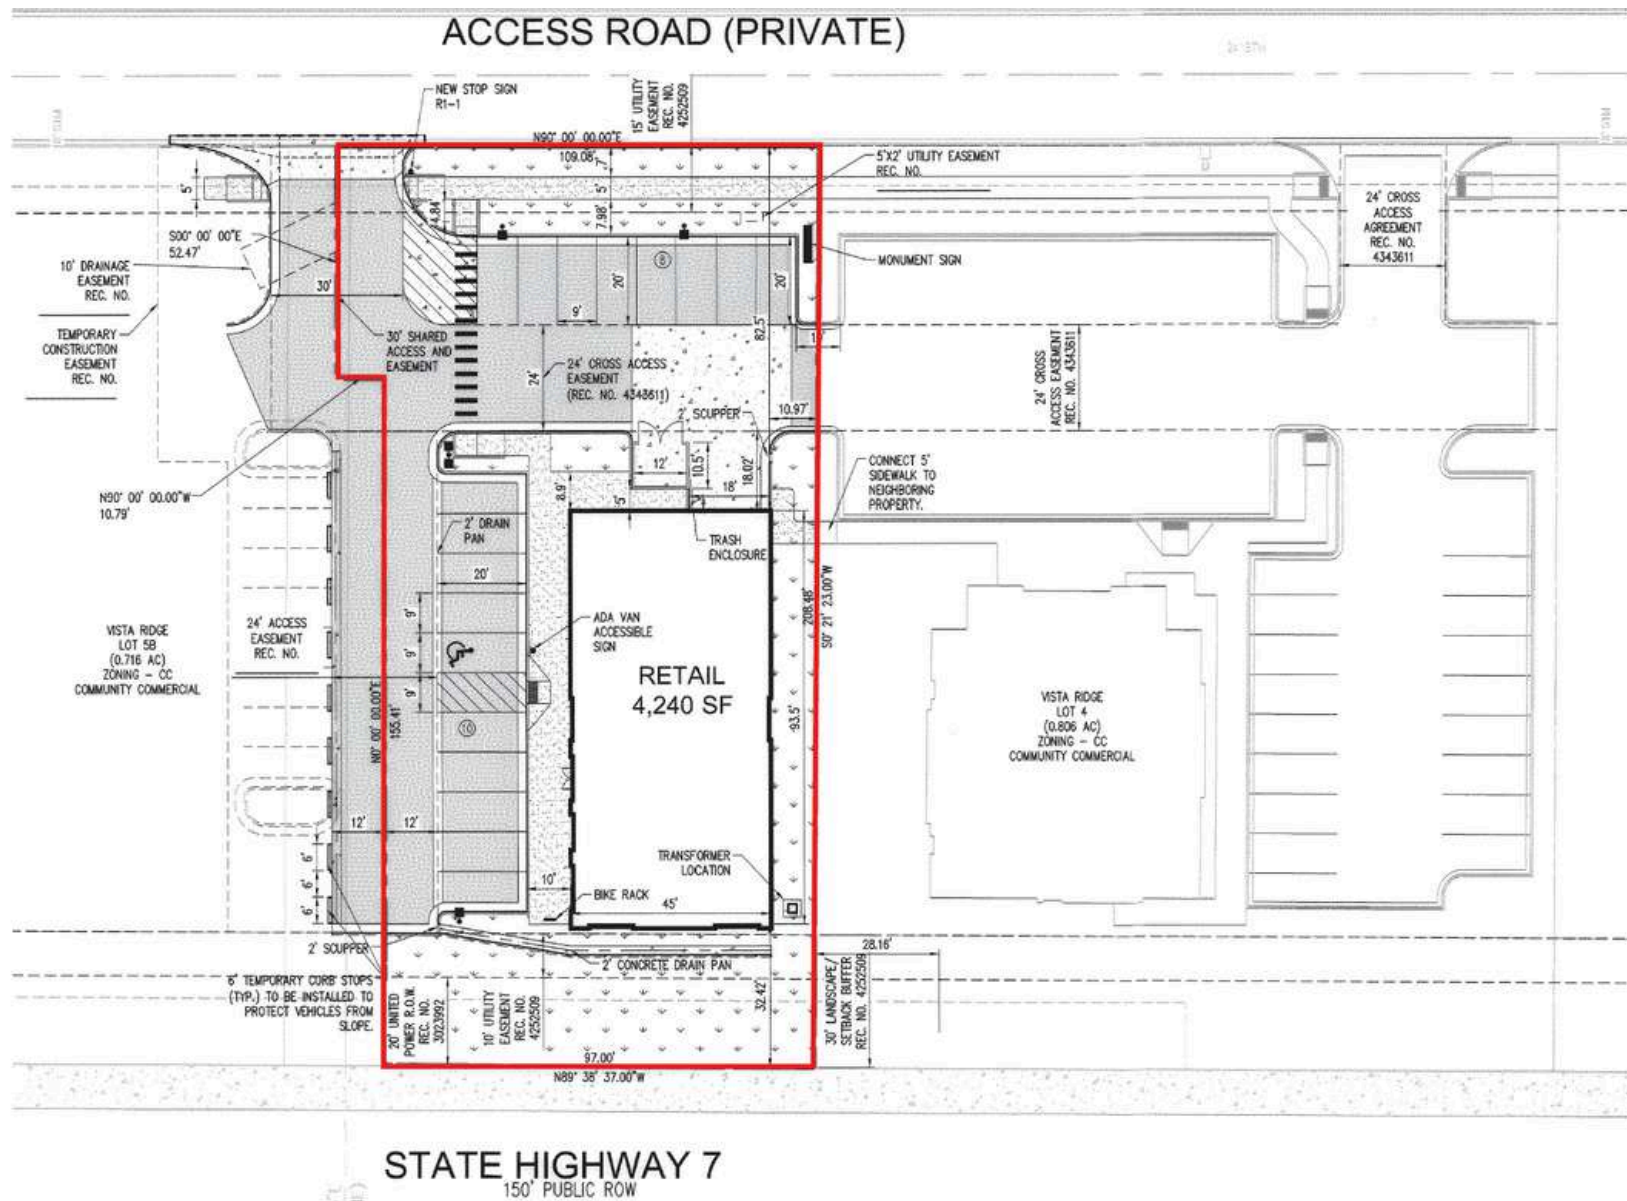 ACCESS ROAD (PRIVATE)
NEW STOP SIGN
R1-1
15' UTILITY
EASEMENT
REC. NO.
4252509
N90° 00' 00.00"E
109.08'
7'
5'
7.98'
5'X2' UTILITY EASEMENT
REC. NO.
5'
4.84'
24' CROSS
ACCESS
AGREEMENT
REC. NO.
4343611
S00° 00' 00"E
52.47'
10' DRAINAGE
EASEMENT
REC. NO.
MONUMENT SIGN
8
20'
20'
30'
9'
82.5'
TEMPORARY
CONSTRUCTION
EASEMENT
REC. NO.
30' SHARED
ACCESS AND
EASEMENT
24'
24' CROSS ACCESS
EASEMENT
(REC. NO. 4343611)
24' CROSS
ACCESS EASEMENT
REC. NO. 4343611
10.97'
2' SCUPPER
CONNECT 5'
SIDEWALK TO
NEIGHBORING
PROPERTY.
12'
10.5'
18.02'
18'
8.9'
5'
N90° 00' 00.00"W
10.79'
2' DRAIN
PAN
TRASH
ENCLOSURE
20'
9'
9'
9'
208.48'
S0° 21' 23.00"W
ADA VAN
ACCESSIBLE
SIGN
24' ACCESS
EASEMENT
REC. NO.
VISTA RIDGE
LOT 5B
(0.716 AC)
ZONING - CC
COMMUNITY COMMERCIAL
RETAIL
4,240 SF
93.5'
VISTA RIDGE
LOT 4
(0.806 AC)
ZONING - CC
COMMUNITY COMMERCIAL
N0° 00' 00.00"E
155.41'
10
12'
12'
6'
6'
6'
TRANSFORMER
LOCATION
10'
BIKE RACK
45'
2' SCUPPER
2' CONCRETE DRAIN PAN
28.16'
6' TEMPORARY CORB STOPS
(TYP.) TO BE INSTALLED TO
PROTECT VEHICLES FROM
SLOPE.
20' UNITED
POWER R.O.W.
REC. NO.
3023992
10' UTILITY
EASEMENT
REC. NO.
4252509
32.42'
30' LANDSCAPE/
SETBACK BUFFER
REC. NO. 4252509
97.00'
N89° 38' 37.00"W
STATE HIGHWAY 7
150' PUBLIC ROW